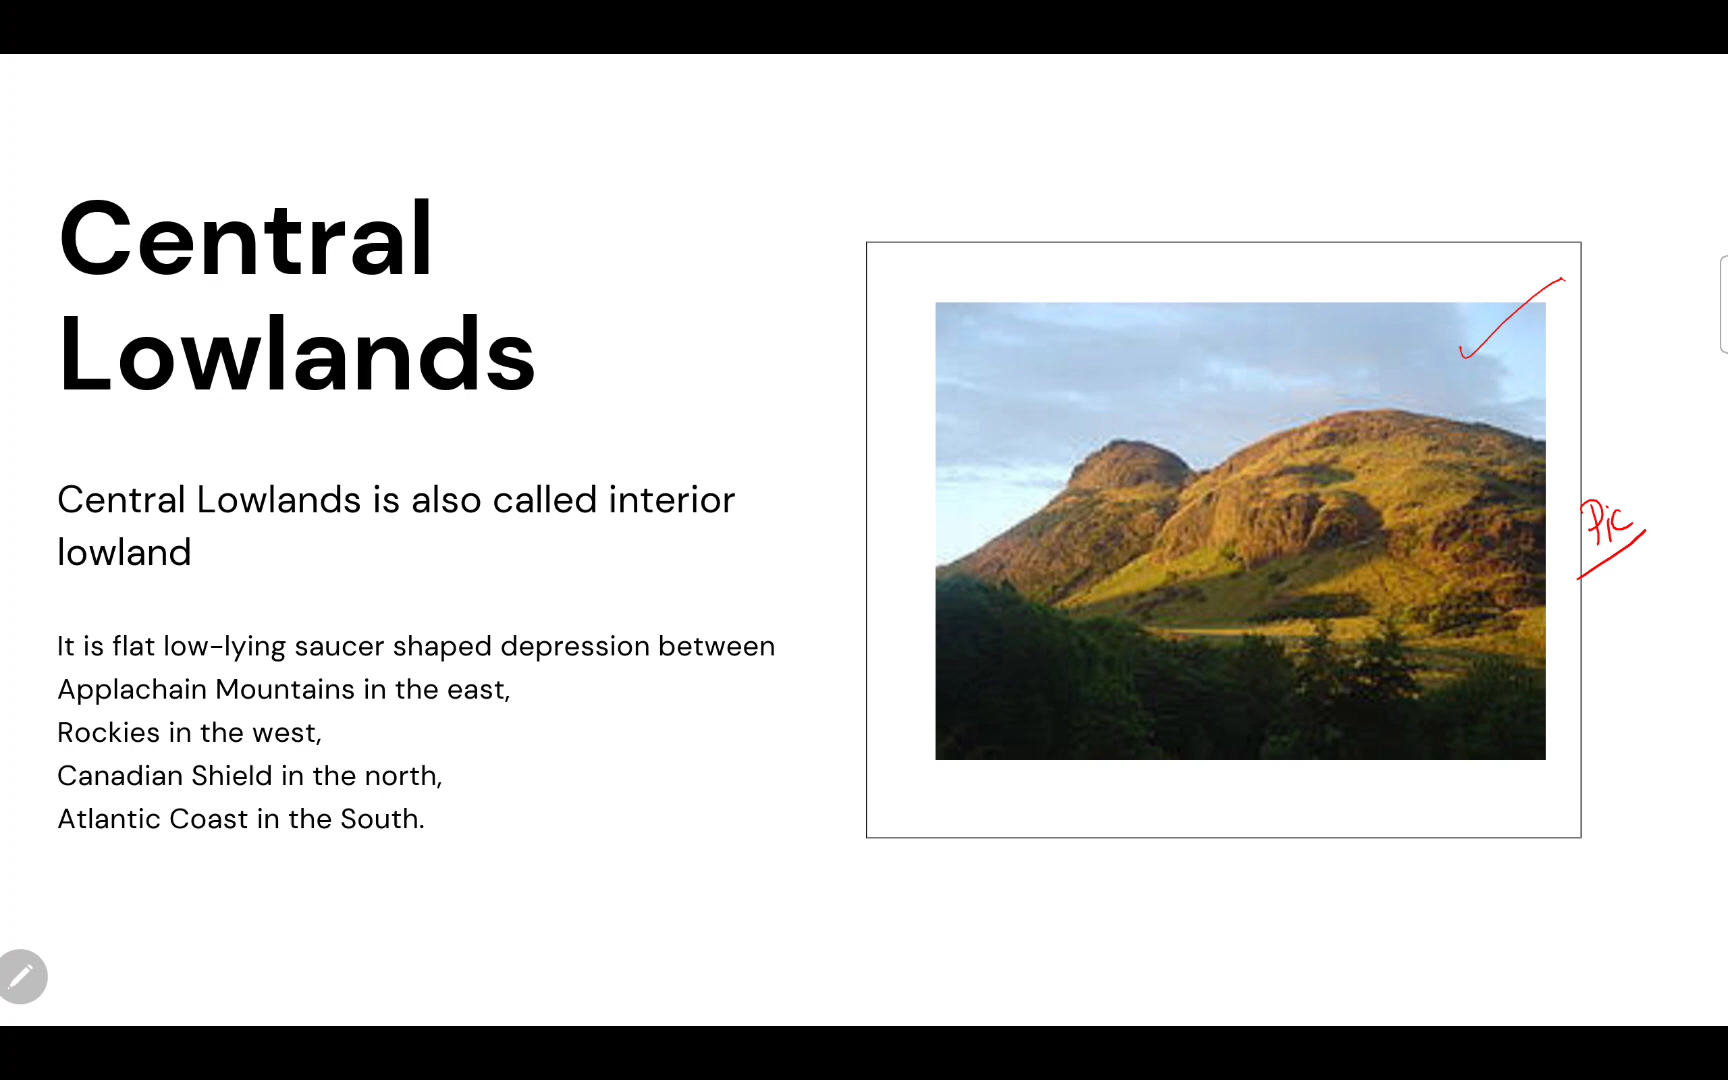 Central
Lowlands
Central Lowlands is also called interior
lowland
It is flat low-lying saucer shaped depression between
Applachain Mountains in the east,
Rockies in the west,
Canadian Shield in the north,
Atlantic Coast in the South.
Pic